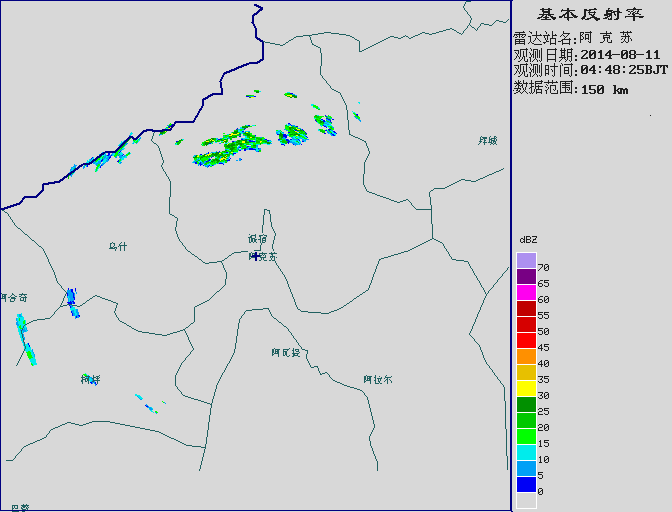 基本反射率
雷达站名:阿 克 苏
观测日期:2014-08-11
观测时间:04:48:25BJT
数据范围:150 km
拜城
温宿
乌什
阿克苏
阿合奇
阿瓦提
柯坪
阿拉尔
巴楚
dBZ
70
65
60
55
50
45
40
35
30
25
20
15
10
5
0